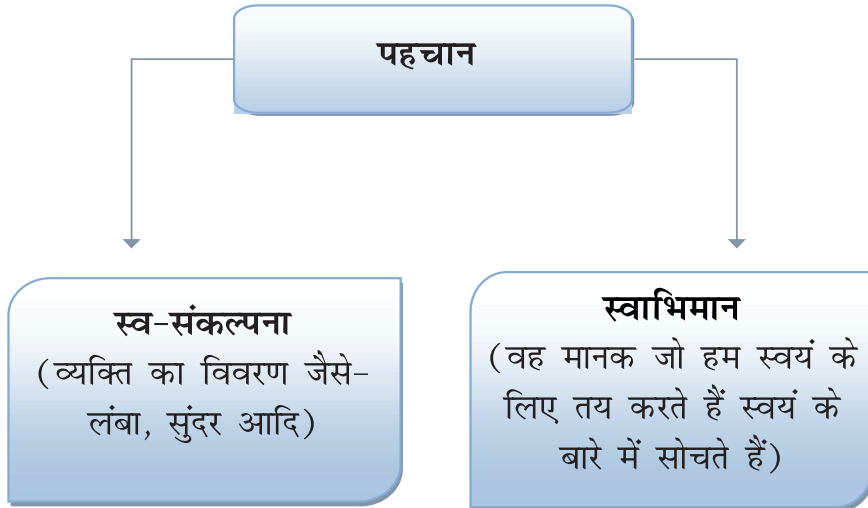 पहचान
स्व-संकल्पना
(व्यक्ति का विवरण जैसे-
लंबा, सुंदर आदि)
स्वाभिमान
(वह मानक जो हम स्वयं के
लिए तय करते हैं स्वयं के
बारे में सोचते हैं)